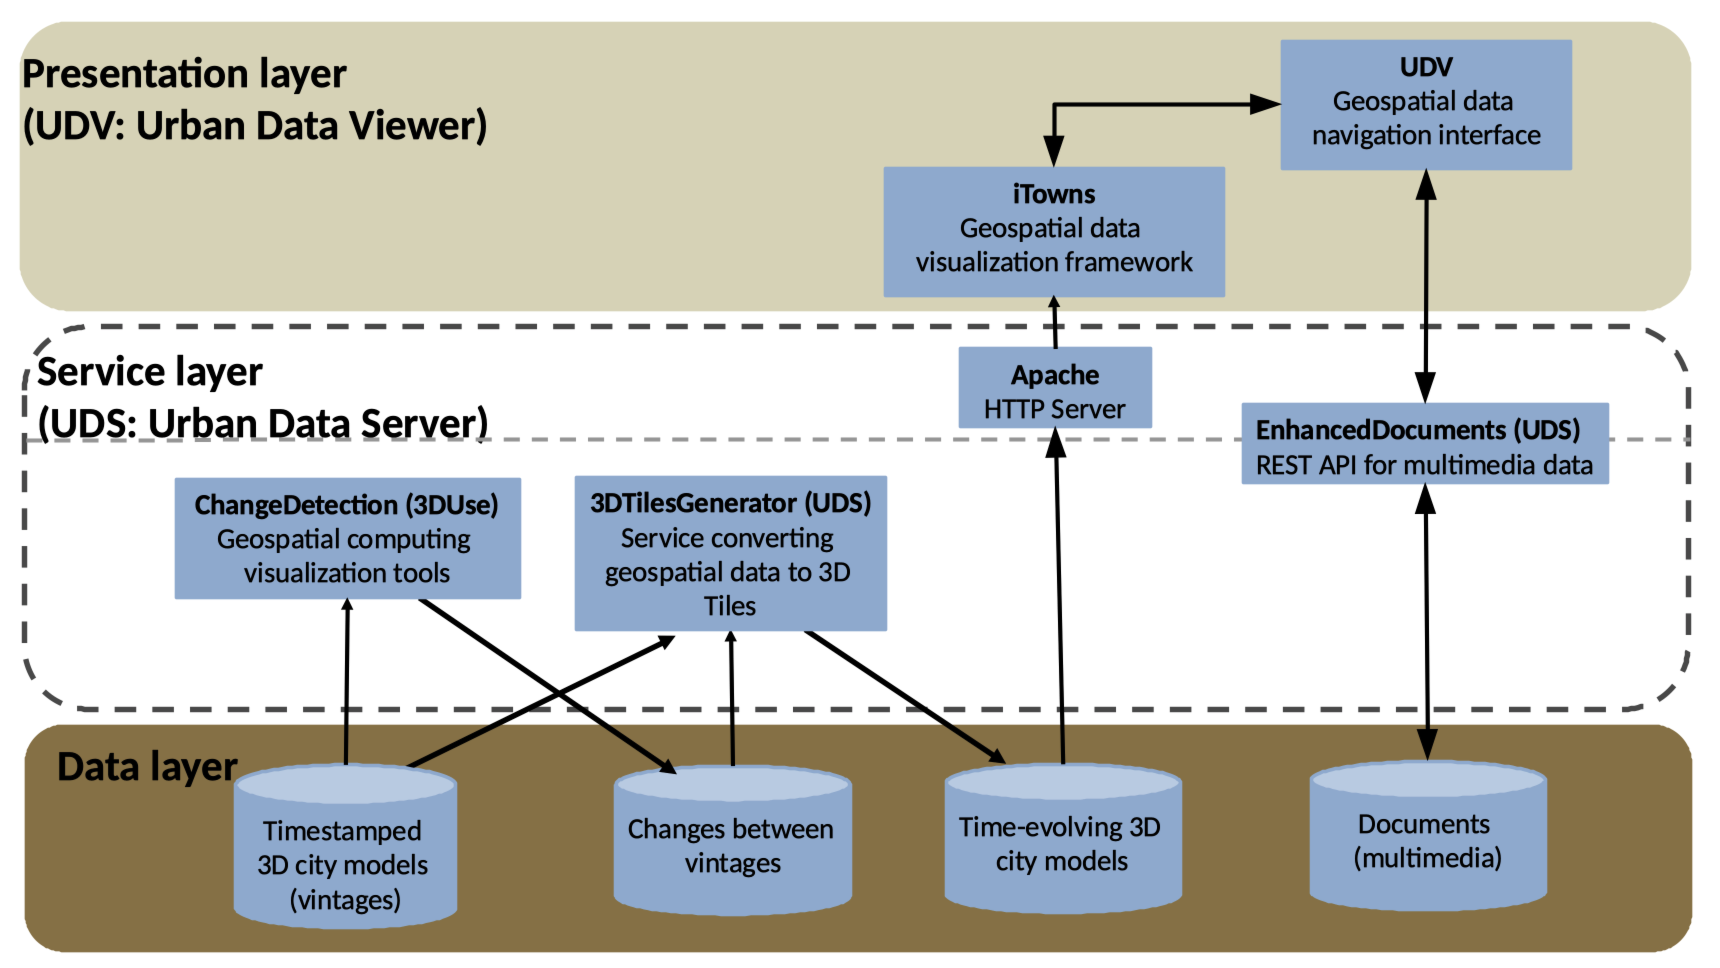 Presentation layer
(UDV: Urban Data Viewer)
UDV
Geospatial data
navigation interface
iTowns
Geospatial data
visualization framework
Service layer
(UDS: Urban Data Server)
Apache
HTTP Server
EnhancedDocuments (UDS)
REST API for multimedia data
ChangeDetection (3DUse)
Geospatial computing
visualization tools
3DTilesGenerator (UDS)
Service converting
geospatial data to 3D
Tiles
Data layer
Timestamped
3D city models
(vintages)
Changes between
vintages
Time-evolving 3D
city models
Documents
(multimedia)